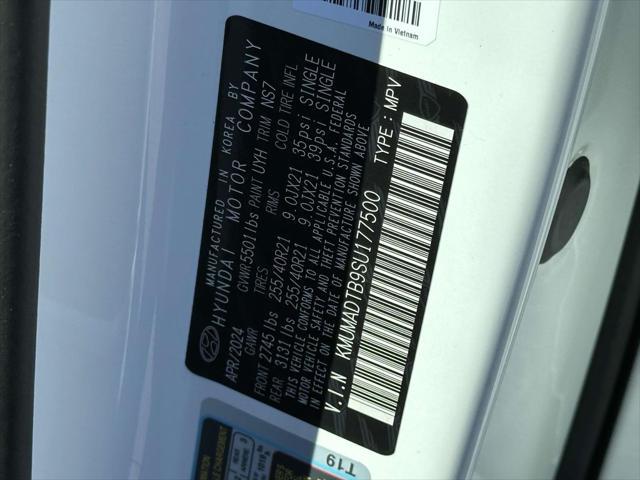 Made in Vietnam
MANUFACTURED IN KOREA BY
HYUNDAI MOTOR COMPANY
APR/2024 GVWR 5501 lbs PAINT UYH TRIM NS7
GAWR TIRES RIMS COLD TIRE INFL
FRONT 2745 lbs 255/40R21 9.0JX21 35psi SINGLE
REAR 3131 lbs 255/40R21 9.0JX21 39psi SINGLE
THIS VEHICLE CONFORMS TO ALL APPLICABLE U.S.A. FEDERAL
MOTOR VEHICLE SAFETY AND THEFT PREVENTION STANDARDS
IN EFFECT ON THE DATE OF MANUFACTURE SHOWN ABOVE
V.I.N KMUMADTB9SU177500 TYPE : MPV
T19